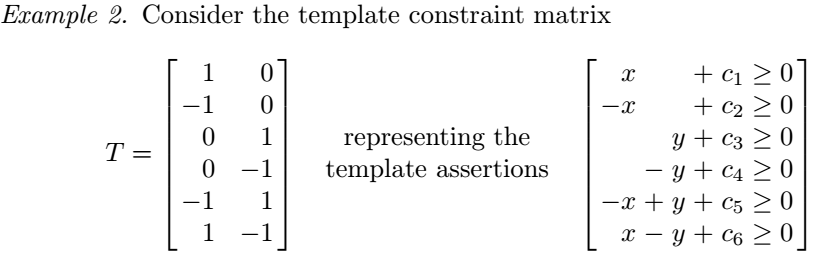 Example 2. Consider the template constraint matrix
T = [ 1 0 ; −1 0 ; 0 1 ; 0 −1 ; −1 1 ; 1 −1 ] representing the template assertions [ x + c₁ ≥ 0 ; −x + c₂ ≥ 0 ; y + c₃ ≥ 0 ; − y + c₄ ≥ 0 ; −x + y + c₅ ≥ 0 ; x − y + c₆ ≥ 0 ]